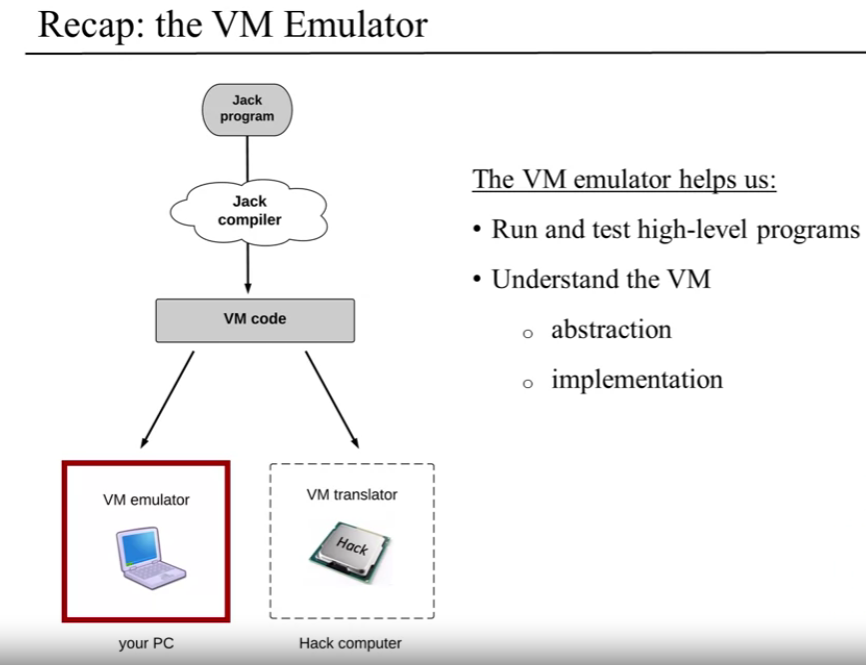 Recap: the VM Emulator
Jack
program
Jack
compiler
VM code
VM emulator
your PC
VM translator
Hack
Hack computer
The VM emulator helps us:
• Run and test high-level programs
• Understand the VM
o abstraction
o implementation